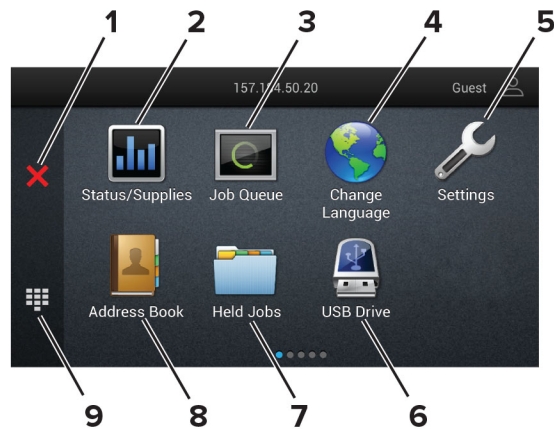 1 2 3 4 5
Guest
Status/Supplies Job Queue Change Language Settings
Address Book Held Jobs USB Drive
9 8 7 6